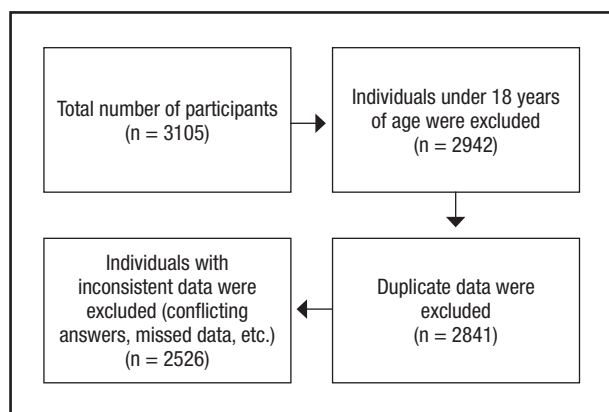 Total number of participants
(n = 3105)
Individuals under 18 years
of age were excluded
(n = 2942)
Duplicate data were
excluded
(n = 2841)
Individuals with
inconsistent data were
excluded (conflicting
answers, missed data, etc.)
(n = 2526)